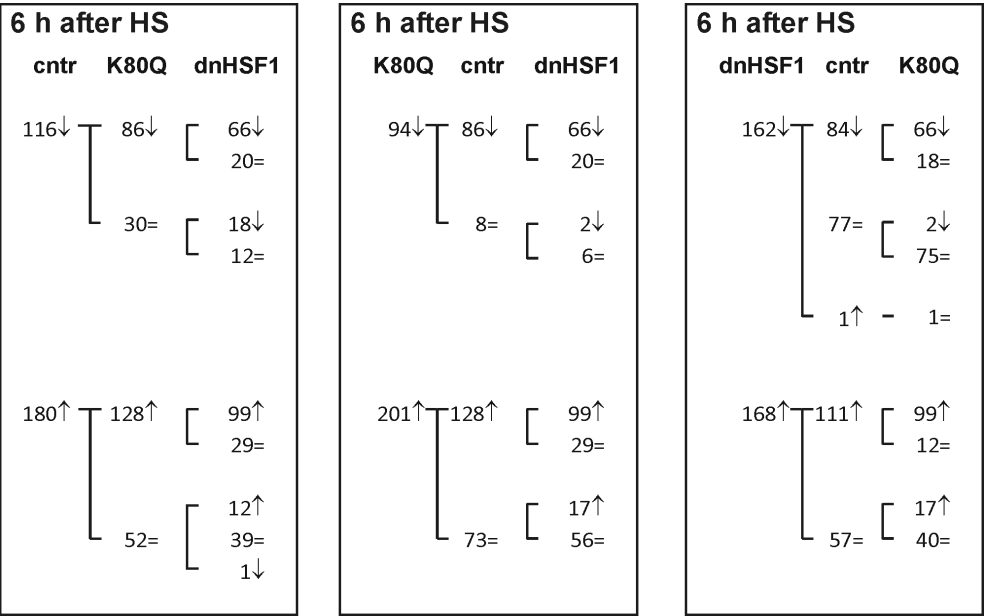 6 h after HS
cntr K80Q dnHSF1
116↓ 86↓ 66↓
20=
30= 18↓
12=
180↑ 128↑ 99↑
29=
12↑
52= 39=
1↓
6 h after HS
K80Q cntr dnHSF1
94↓ 86↓ 66↓
20=
8= 2↓
6=
201↑ 128↑ 99↑
29=
17↑
73= 56=
6 h after HS
dnHSF1 cntr K80Q
162↓ 84↓ 66↓
18=
77= 2↓
75=
1↑ 1=
168↑ 111↑ 99↑
12=
17↑
57= 40=